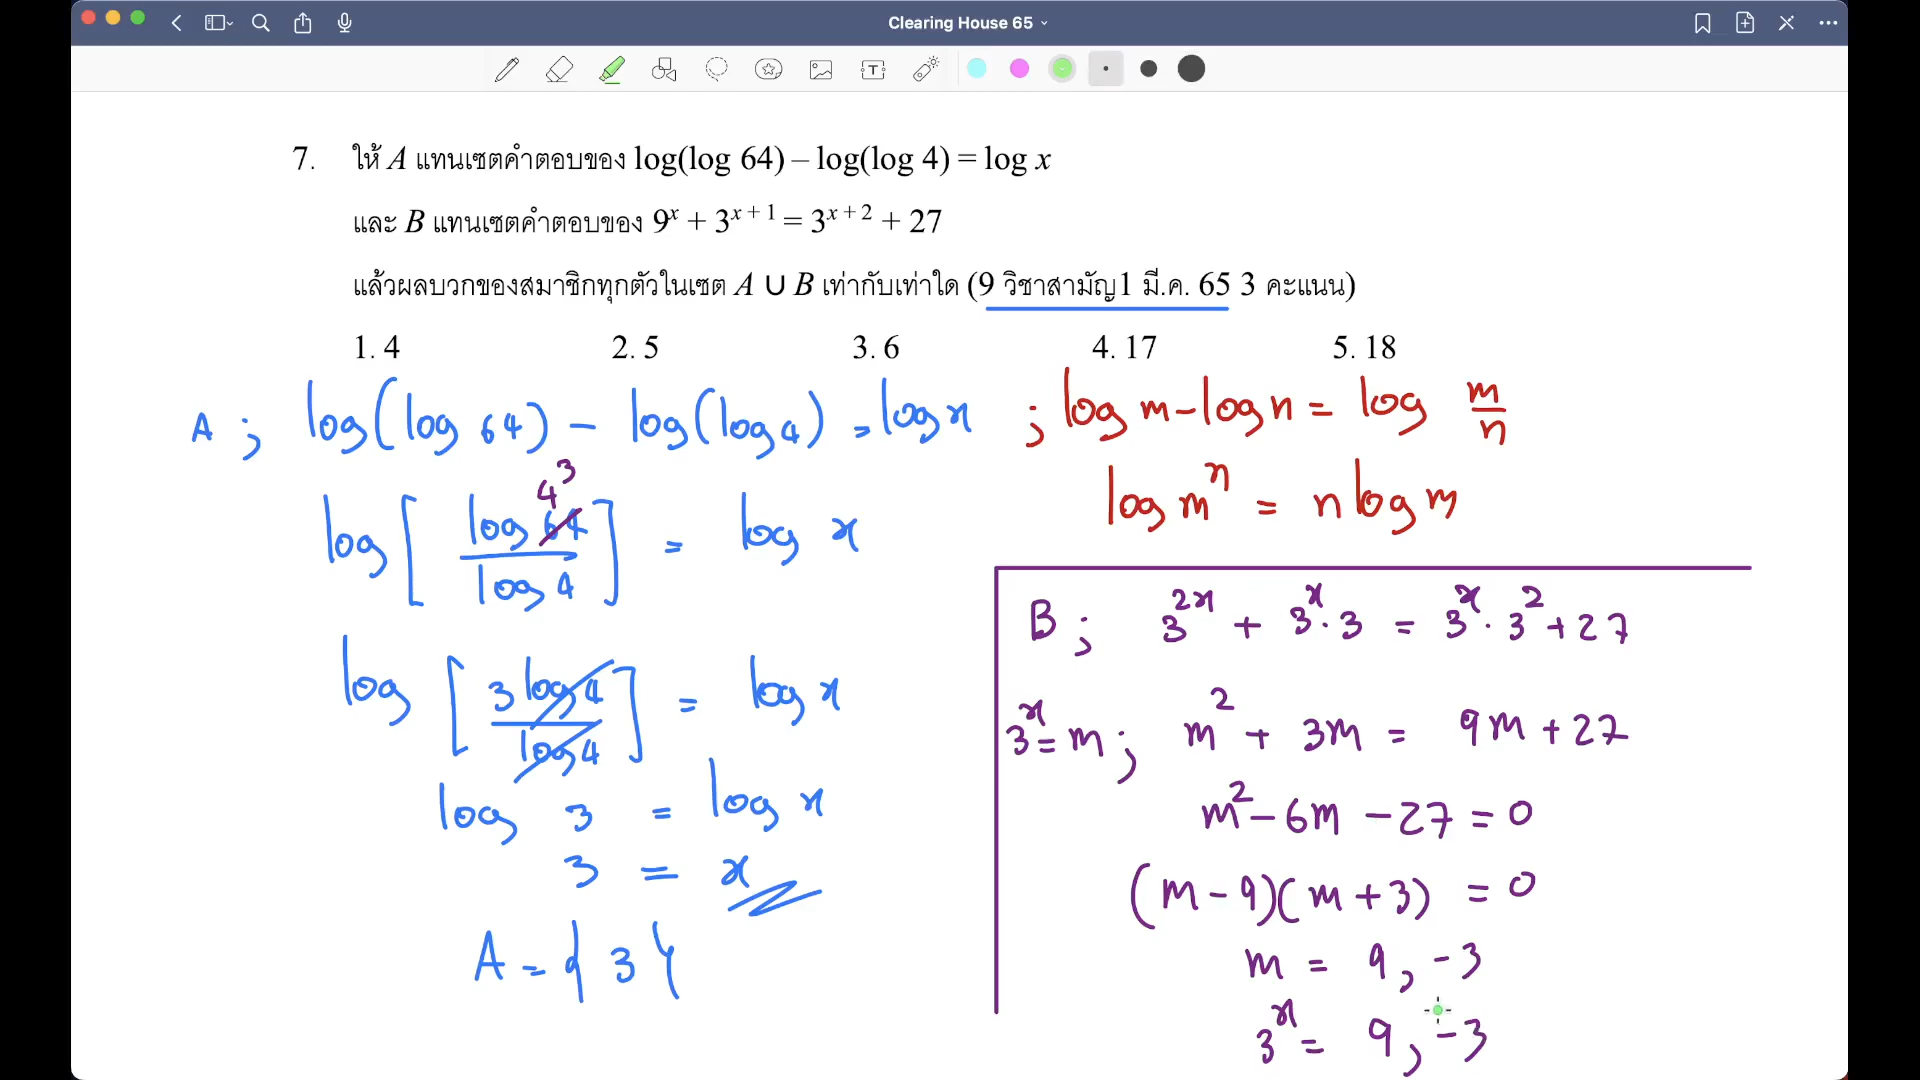 Clearing House 65
7. ให้ A แทนเซตคำตอบของ log(log 64) – log(log 4) = log x
และ B แทนเซตคำตอบของ 9^x + 3^(x + 1) = 3^(x + 2) + 27
แล้วผลบวกของสมาชิกทุกตัวในเซต A ∪ B เท่ากับเท่าใด (9 วิชาสามัญ1 มี.ค. 65 3 คะแนน)
1. 4 2. 5 3. 6 4. 17 5. 18
A ; log(log 64) – log(log 4) = log x
; log m – log n = log m/n
log m^n = n log m
log [ log 64 4^3 / log 4 ] = log x
log [ 3 log 4 / log 4 ] = log x
log 3 = log x
3 = x
A = { 3 }
B ; 3^2x + 3^x · 3 = 3^x · 3^2 + 27
3^x = m ; m^2 + 3m = 9m + 27
m^2 – 6m – 27 = 0
(m – 9)(m + 3) = 0
m = 9 , -3
3^x = 9 , -3